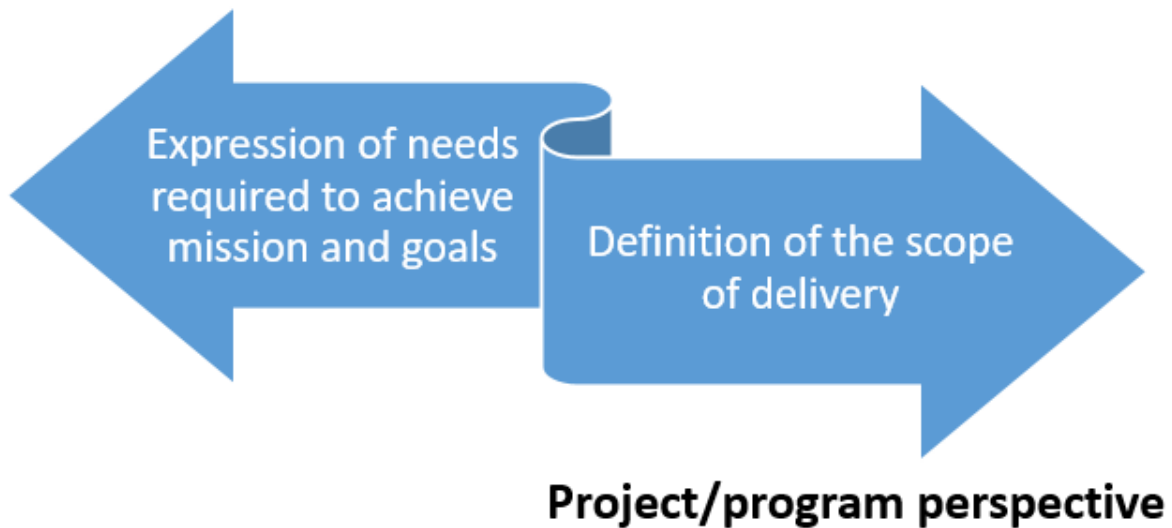 Expression of needs
required to achieve
mission and goals
Definition of the scope
of delivery
Project/program perspective